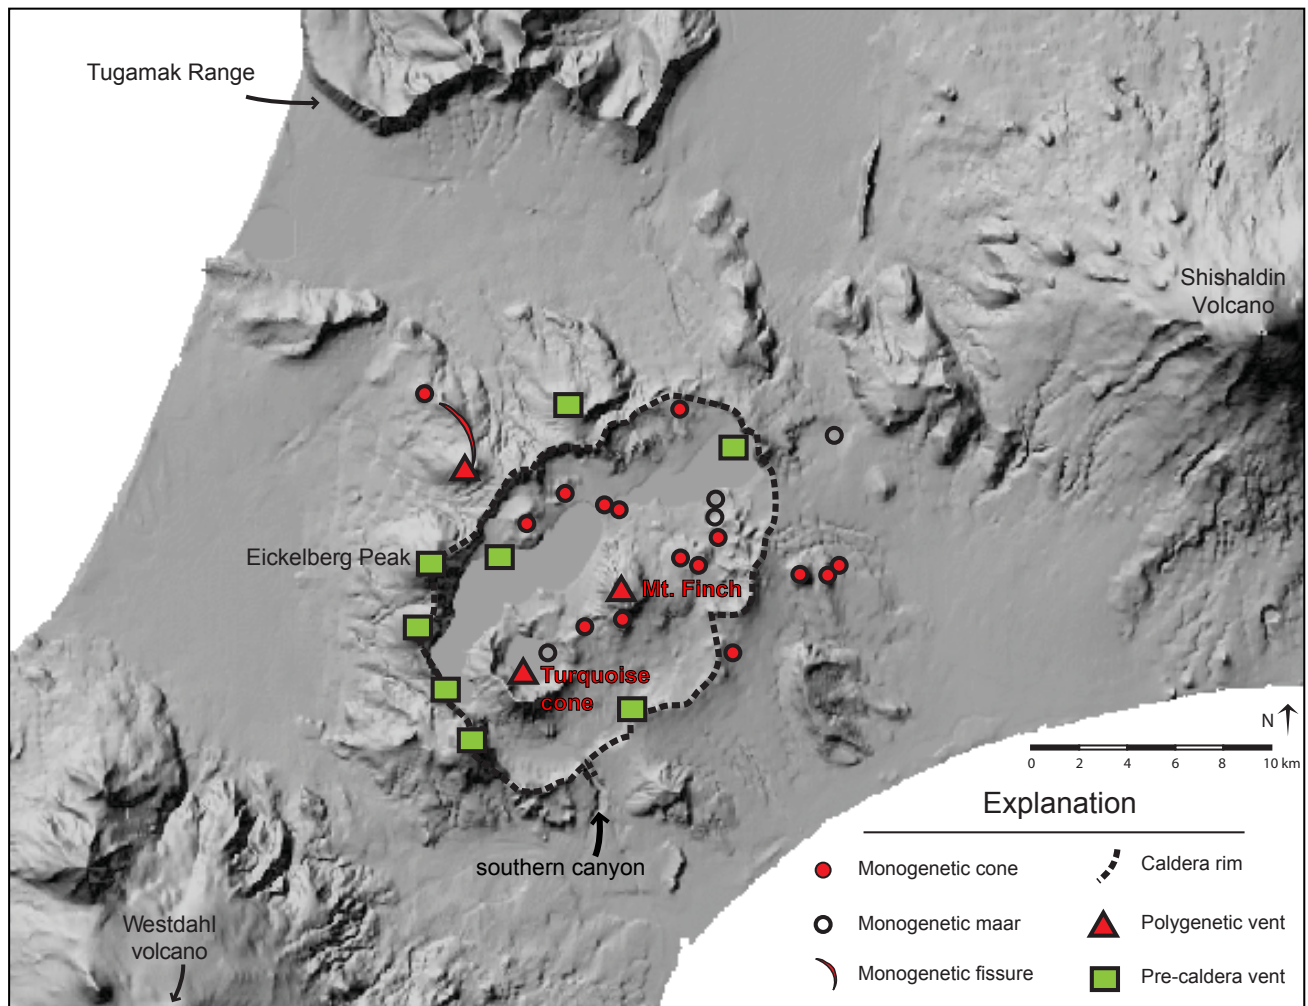 Tugamak Range
Shishaldin
Volcano
Eickelberg Peak
Mt. Finch
Turquoise
cone
N
0 2 4 6 8 10 km
Explanation
southern canyon
Monogenetic cone
Caldera rim
Monogenetic maar
Polygenetic vent
Westdahl
volcano
Monogenetic fissure
Pre-caldera vent